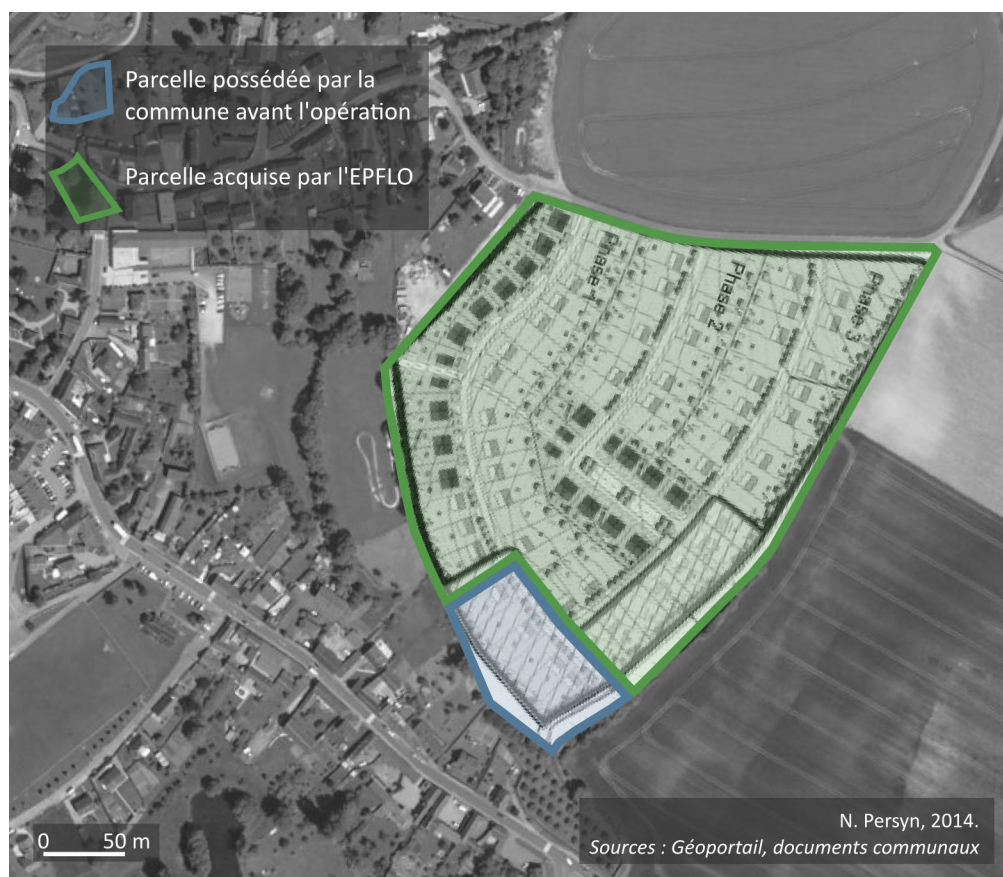 Parcelle possédée par la
commune avant l'opération
Parcelle acquise par l'EPFLO
Phase 1
Phase 2
Phase 3
0 50 m
N. Persyn, 2014.
Sources : Géoportail, documents communaux